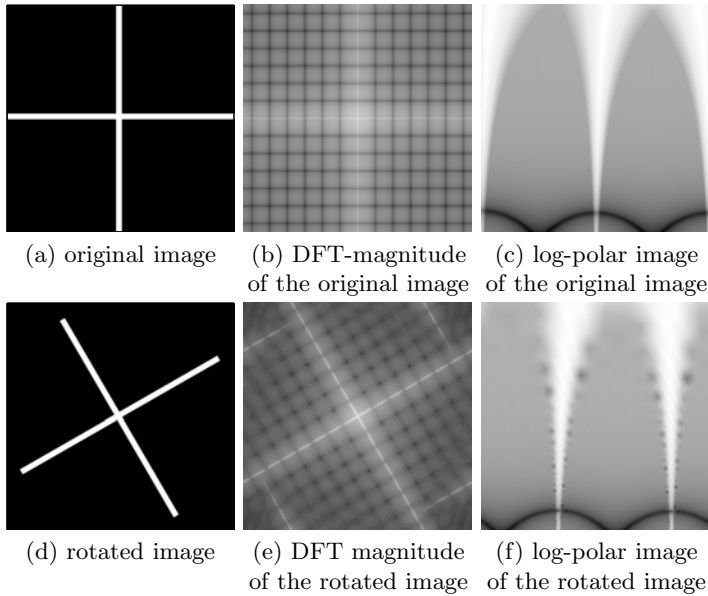 (a) original image
(b) DFT-magnitude
of the original image
(c) log-polar image
of the original image
(d) rotated image
(e) DFT magnitude
of the rotated image
(f) log-polar image
of the rotated image